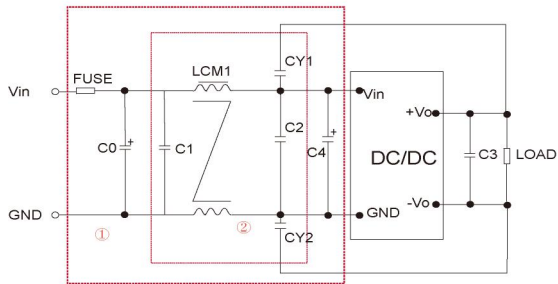 CY1
FUSE
LCM1
Vin
Vin
+Vo
C0
+
C1
C2
+
C4
DC/DC
C3
LOAD
-Vo
GND
GND
①
②
CY2